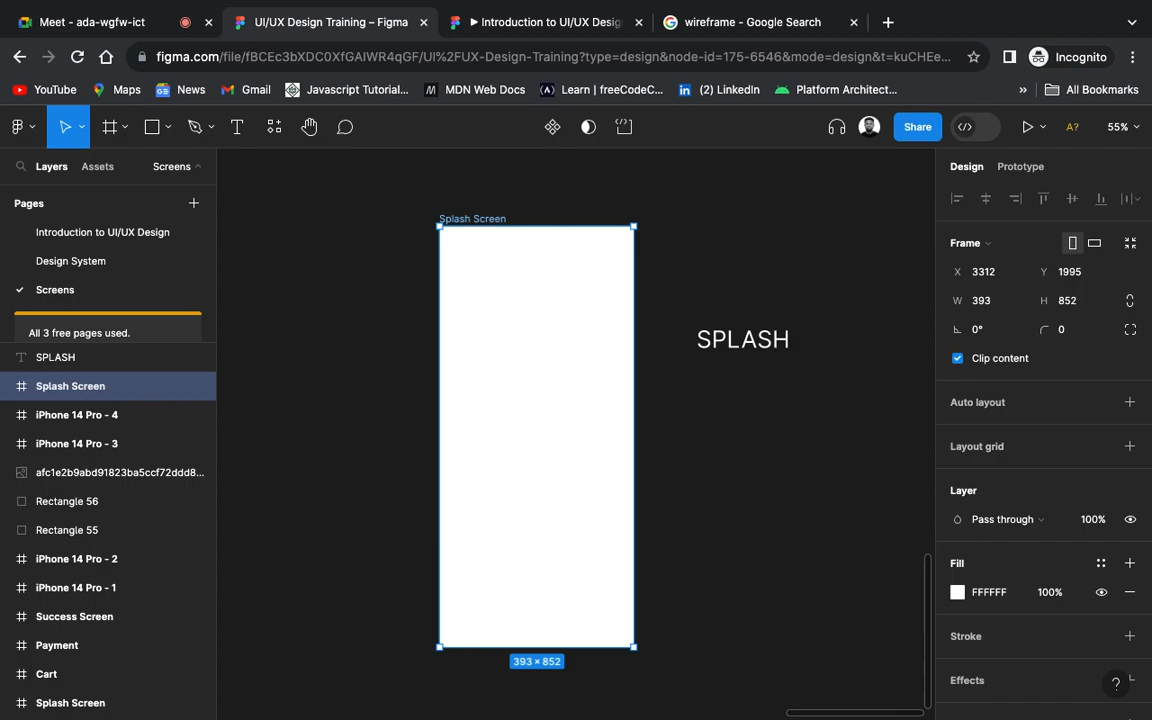 Meet - ada-wgfw-ict
UI/UX Design Training – Figma
Introduction to UI/UX Desig
wireframe - Google Search
figma.com/file/fBCEc3bXDC0XfGAIWR4qGF/UI%2FUX-Design-Training?type=design&node-id=175-6546&mode=design&t=kuCHEe...
Incognito
YouTube
Maps
News
Gmail
Javascript Tutorial...
MDN Web Docs
Learn | freeCodeC...
(2) LinkedIn
Platform Architect...
»
All Bookmarks
Share
A?
55%
Layers
Assets
Screens
Pages
Introduction to UI/UX Design
Design System
Screens
All 3 free pages used.
SPLASH
Splash Screen
iPhone 14 Pro - 4
iPhone 14 Pro - 3
afc1e2b9abd91823ba5ccf72ddd8...
Rectangle 56
Rectangle 55
iPhone 14 Pro - 2
iPhone 14 Pro - 1
Success Screen
Payment
Cart
Splash Screen
Splash Screen
SPLASH
393 × 852
Design
Prototype
Frame
X 3312 Y 1995
W 393 H 852
0° 0
Clip content
Auto layout
Layout grid
Layer
Pass through 100%
Fill
FFFFFF 100%
Stroke
Effects
?